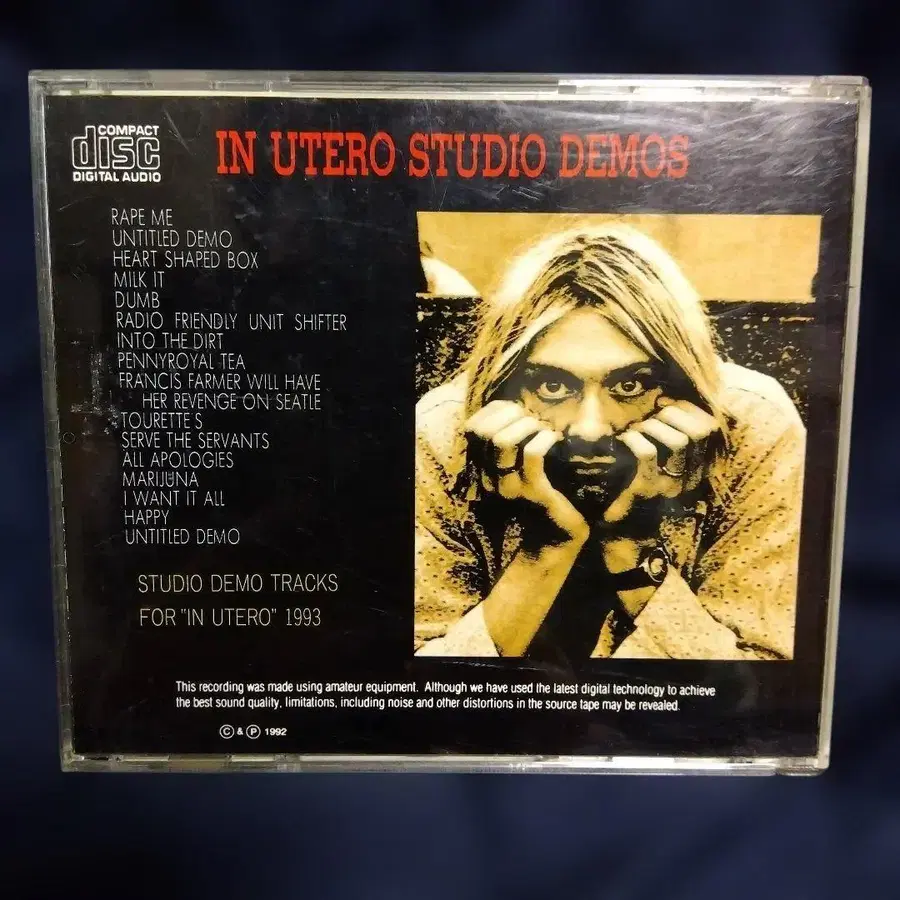 COMPACT
disc
DIGITAL AUDIO
IN UTERO STUDIO DEMOS
RAPE ME
UNTITLED DEMO
HEART SHAPED BOX
MILK IT
DUMB
RADIO FRIENDLY UNIT SHIFTER
INTO THE DIRT
PENNYROYAL TEA
FRANCIS FARMER WILL HAVE
HER REVENGE ON SEATLE
TOURETTE'S
SERVE THE SERVANTS
ALL APOLOGIES
MARIJUNA
I WANT IT ALL
HAPPY
UNTITLED DEMO
STUDIO DEMO TRACKS
FOR "IN UTERO" 1993
This recording was made using amateur equipment. Although we have used the latest digital technology to achieve
the best sound quality, limitations, including noise and other distortions in the source tape may be revealed.
© & ℗ 1992